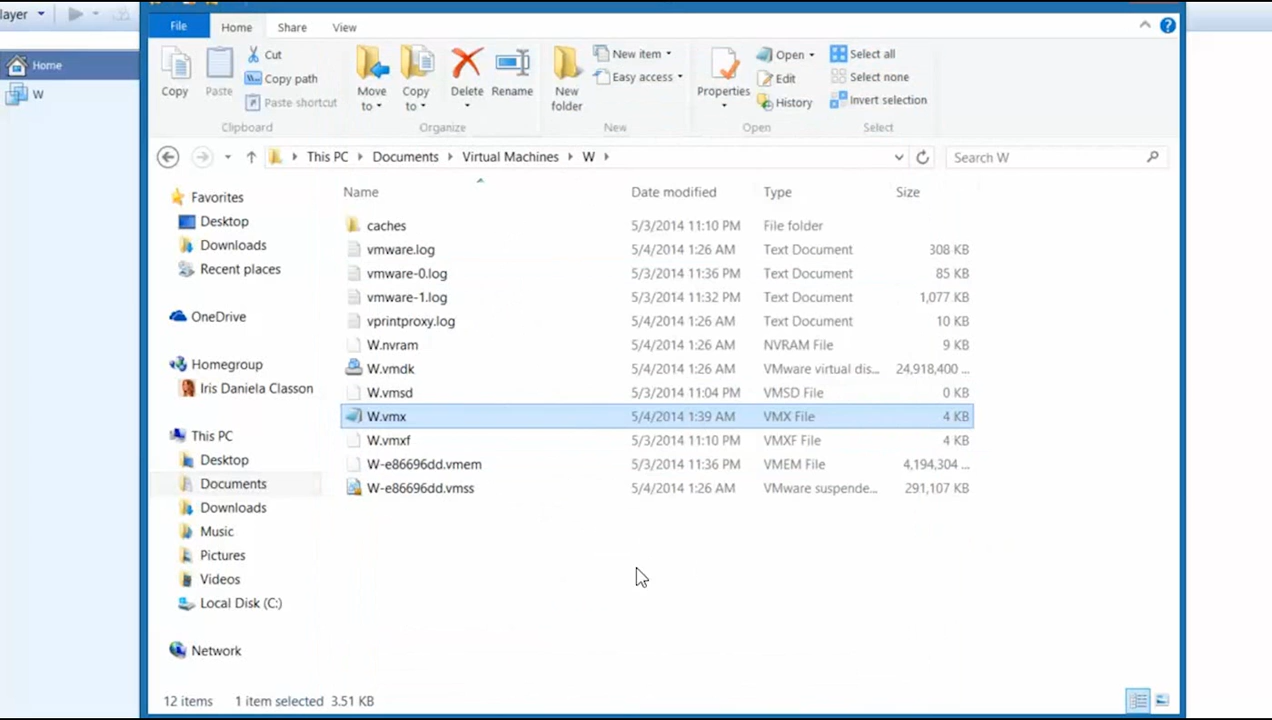 layer
File Home Share View
Home
W
Copy
Paste
Cut
Copy path
Paste shortcut
Clipboard
Move to
Copy to
Delete
Rename
Organize
New folder
New item
Easy access
New
Properties
Open
Edit
History
Open
Select all
Select none
Invert selection
Select
This PC Documents Virtual Machines W
Search W
Favorites
Desktop
Downloads
Recent places
OneDrive
Homegroup
Iris Daniela Classon
This PC
Desktop
Documents
Downloads
Music
Pictures
Videos
Local Disk (C:)
Network
Name Date modified Type Size
caches 5/3/2014 11:10 PM File folder
vmware.log 5/4/2014 1:26 AM Text Document 308 KB
vmware-0.log 5/3/2014 11:36 PM Text Document 85 KB
vmware-1.log 5/3/2014 11:32 PM Text Document 1,077 KB
vprintproxy.log 5/4/2014 1:26 AM Text Document 10 KB
W.nvram 5/4/2014 1:26 AM NVRAM File 9 KB
W.vmdk 5/4/2014 1:26 AM VMware virtual dis... 24,918,400 ...
W.vmsd 5/3/2014 11:04 PM VMSD File 0 KB
W.vmx 5/4/2014 1:39 AM VMX File 4 KB
W.vmxf 5/3/2014 11:10 PM VMXF File 4 KB
W-e86696dd.vmem 5/3/2014 11:36 PM VMEM File 4,194,304 ...
W-e86696dd.vmss 5/4/2014 1:26 AM VMware suspende... 291,107 KB
12 items 1 item selected 3.51 KB